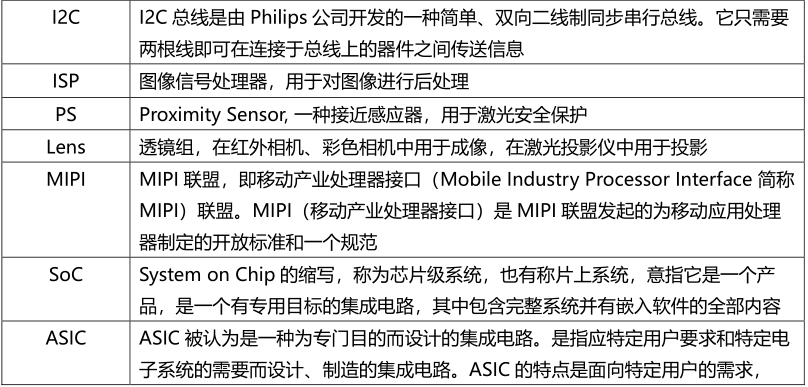 I2C I2C 总线是由 Philips 公司开发的一种简单、双向二线制同步串行总线。它只需要
两根线即可在连接于总线上的器件之间传送信息
ISP 图像信号处理器，用于对图像进行后处理
PS Proximity Sensor, 一种接近感应器，用于激光安全保护
Lens 透镜组，在红外相机、彩色相机中用于成像，在激光投影仪中用于投影
MIPI MIPI 联盟，即移动产业处理器接口（Mobile Industry Processor Interface 简称
MIPI）联盟。MIPI（移动产业处理器接口）是 MIPI 联盟发起的为移动应用处理
器制定的开放标准和一个规范
SoC System on Chip 的缩写，称为芯片级系统，也有称片上系统，意指它是一个产
品，是一个有专用目标的集成电路，其中包含完整系统并有嵌入软件的全部内容
ASIC ASIC 被认为是一种为专门目的而设计的集成电路。是指应特定用户要求和特定电
子系统的需要而设计、制造的集成电路。ASIC 的特点是面向特定用户的需求，